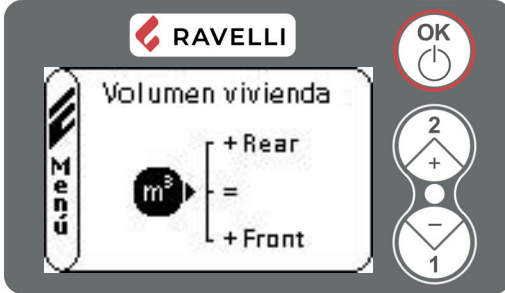 RAVELLI
OK
Volumen vivienda
+Rear
m³
=
+Front
Menú
2
+
−
1